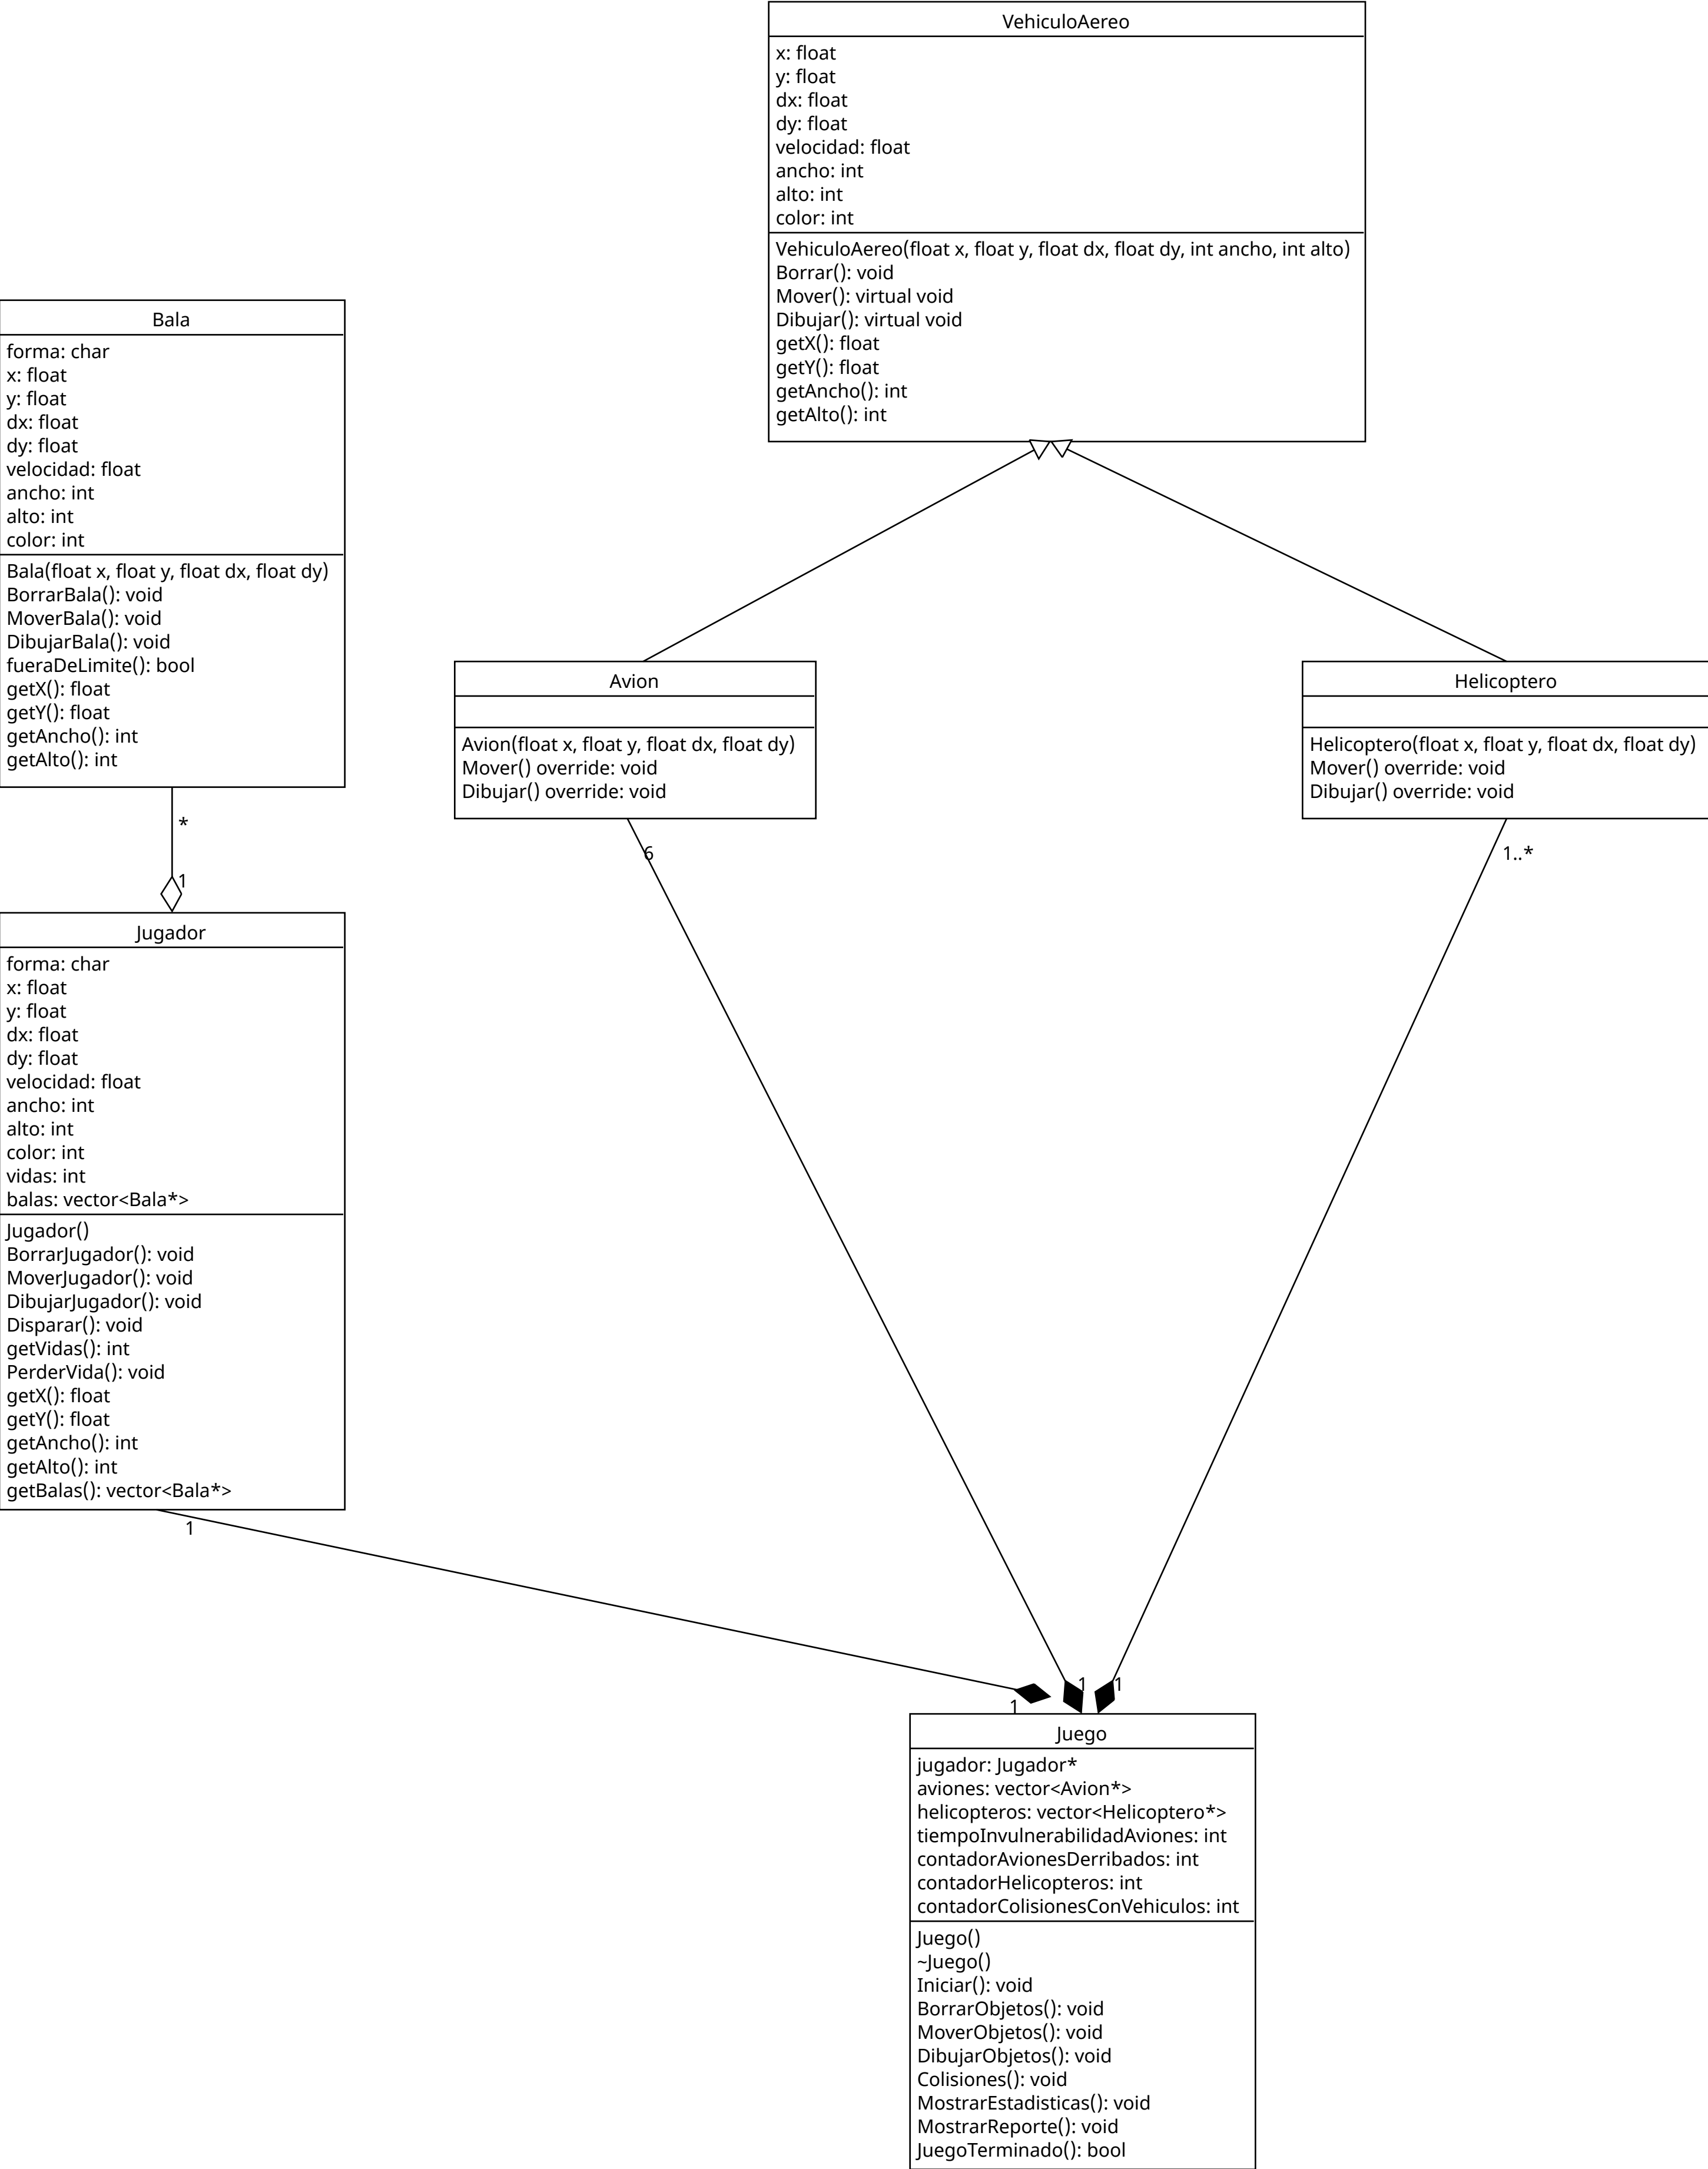 VehiculoAereo
x: float
y: float
dx: float
dy: float
velocidad: float
ancho: int
alto: int
color: int
VehiculoAereo(float x, float y, float dx, float dy, int ancho, int alto)
Borrar(): void
Mover(): virtual void
Dibujar(): virtual void
getX(): float
getY(): float
getAncho(): int
getAlto(): int
Bala
forma: char
x: float
y: float
dx: float
dy: float
velocidad: float
ancho: int
alto: int
color: int
Bala(float x, float y, float dx, float dy)
BorrarBala(): void
MoverBala(): void
DibujarBala(): void
fueraDeLimite(): bool
getX(): float
getY(): float
getAncho(): int
getAlto(): int
*
1
Avion
Avion(float x, float y, float dx, float dy)
Mover() override: void
Dibujar() override: void
6
Helicoptero
Helicoptero(float x, float y, float dx, float dy)
Mover() override: void
Dibujar() override: void
1..*
Jugador
forma: char
x: float
y: float
dx: float
dy: float
velocidad: float
ancho: int
alto: int
color: int
vidas: int
balas: vector<Bala*>
Jugador()
BorrarJugador(): void
MoverJugador(): void
DibujarJugador(): void
Disparar(): void
getVidas(): int
PerderVida(): void
getX(): float
getY(): float
getAncho(): int
getAlto(): int
getBalas(): vector<Bala*>
1
1
1
1
Juego
jugador: Jugador*
aviones: vector<Avion*>
helicopteros: vector<Helicoptero*>
tiempoInvulnerabilidadAviones: int
contadorAvionesDerribados: int
contadorHelicopteros: int
contadorColisionesConVehiculos: int
Juego()
~Juego()
Iniciar(): void
BorrarObjetos(): void
MoverObjetos(): void
DibujarObjetos(): void
Colisiones(): void
MostrarEstadisticas(): void
MostrarReporte(): void
JuegoTerminado(): bool